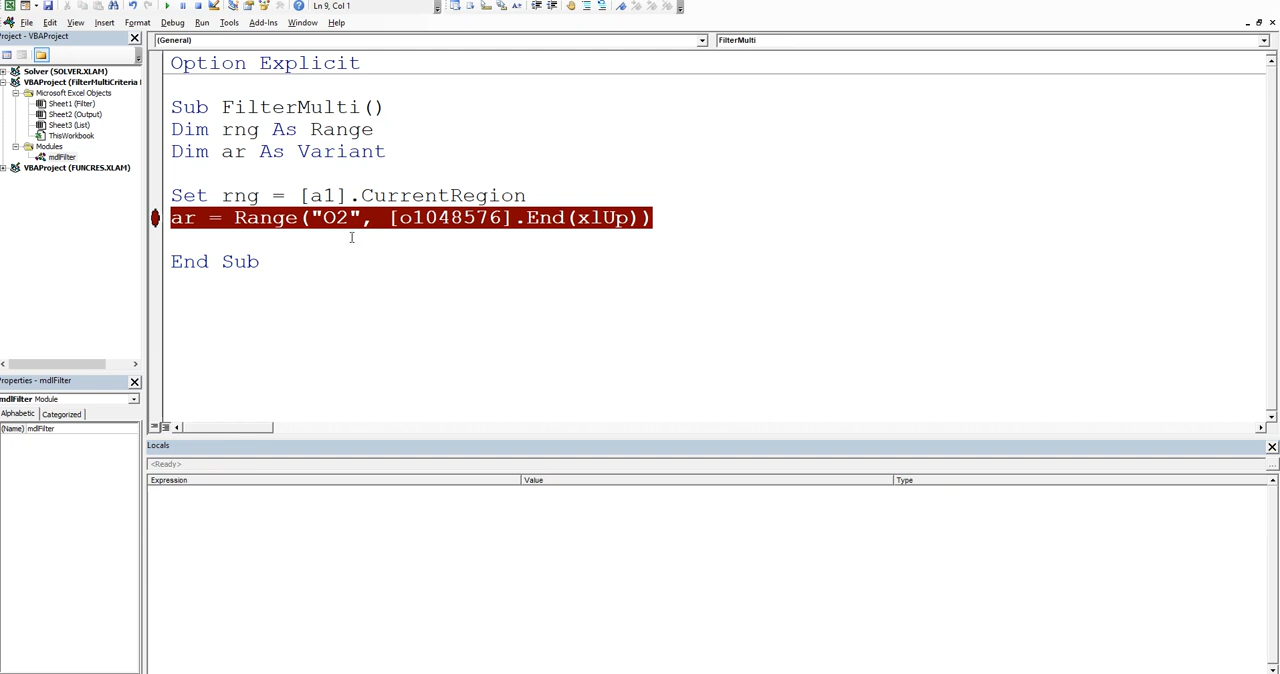 Ln 9, Col 1
File Edit View Insert Format Debug Run Tools Add-Ins Window Help
Project - VBAProject
(General)
FilterMulti
Solver (SOLVER.XLAM)
VBAProject (FilterMultiCriteria
Microsoft Excel Objects
Sheet1 (Filter)
Sheet2 (Output)
Sheet3 (List)
ThisWorkbook
Modules
mdlFilter
VBAProject (FUNCRES.XLAM)
Option Explicit
Sub FilterMulti()
Dim rng As Range
Dim ar As Variant
Set rng = [a1].CurrentRegion
ar = Range("O2", [o1048576].End(xlUp))
End Sub
Properties - mdlFilter
mdlFilter Module
Alphabetic Categorized
(Name) mdlFilter
Locals
<Ready>
...
Expression Value Type